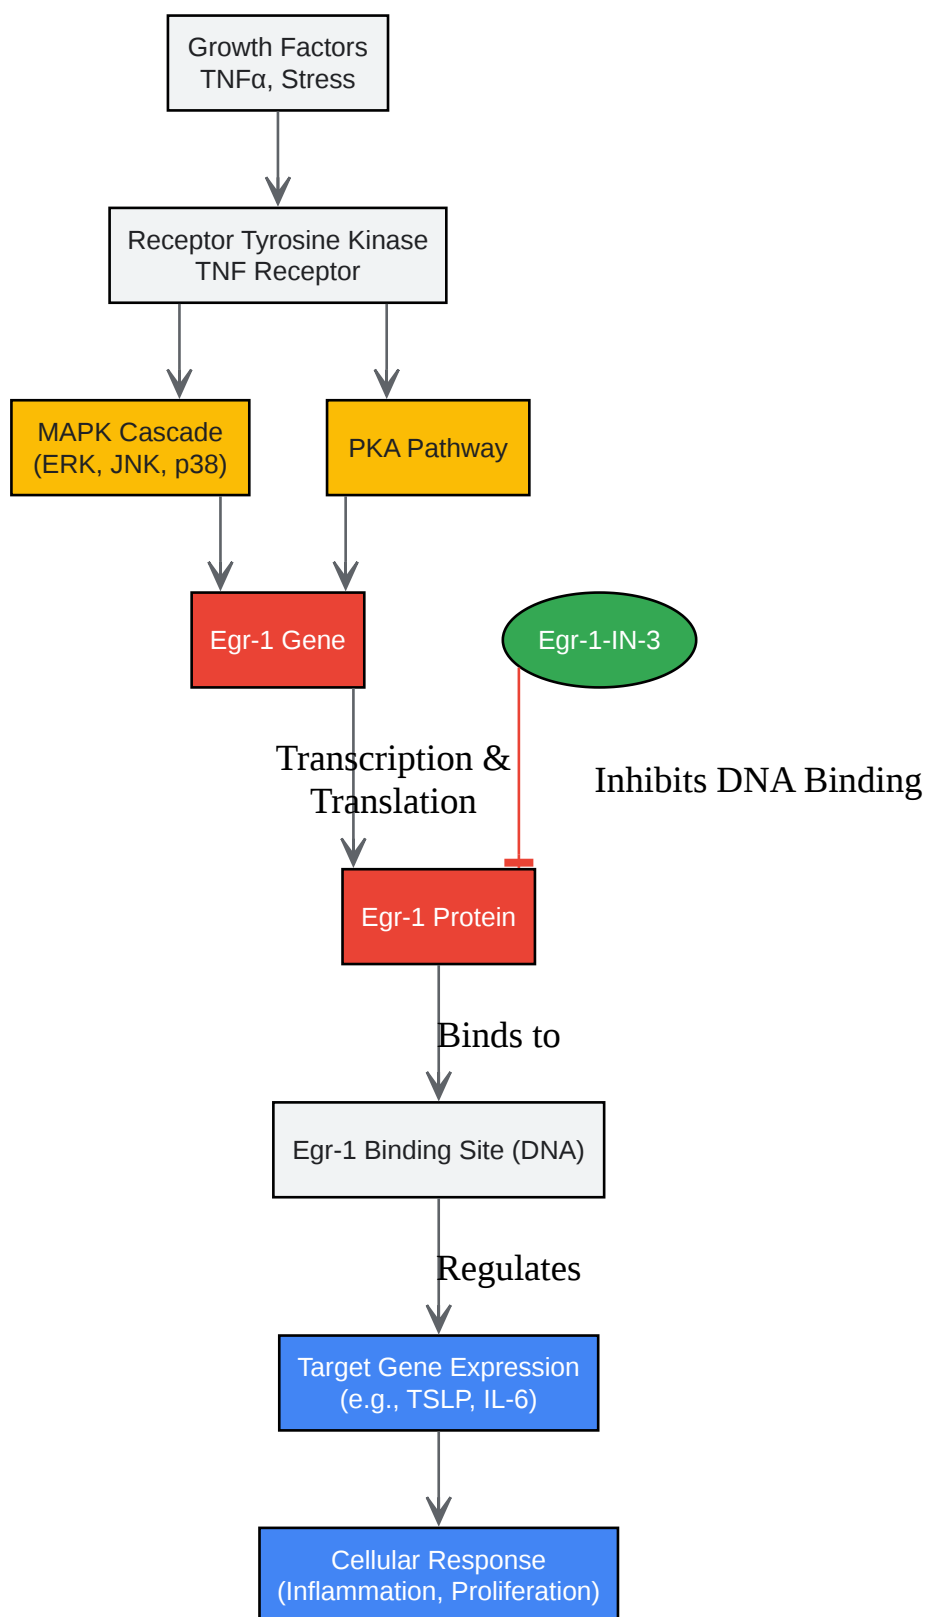 Growth Factors
TNFα, Stress
Receptor Tyrosine Kinase
TNF Receptor
MAPK Cascade
(ERK, JNK, p38)
PKA Pathway
Egr-1 Gene
Egr-1-IN-3
Transcription &
Translation
Inhibits DNA Binding
Egr-1 Protein
Binds to
Egr-1 Binding Site (DNA)
Regulates
Target Gene Expression
(e.g., TSLP, IL-6)
Cellular Response
(Inflammation, Proliferation)